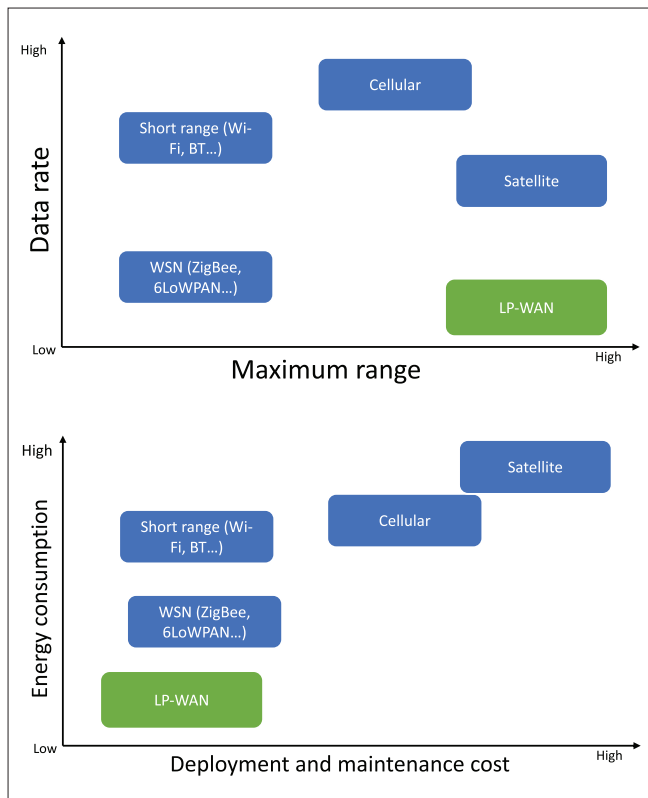 High
Cellular
Short range (Wi-
Fi, BT...)
Satellite
Data rate
WSN (ZigBee,
6LoWPAN...)
LP-WAN
Low
High
Maximum range
High
Satellite
Cellular
Short range (Wi-
Fi, BT...)
Energy consumption
WSN (ZigBee,
6LoWPAN...)
LP-WAN
Low
High
Deployment and maintenance cost